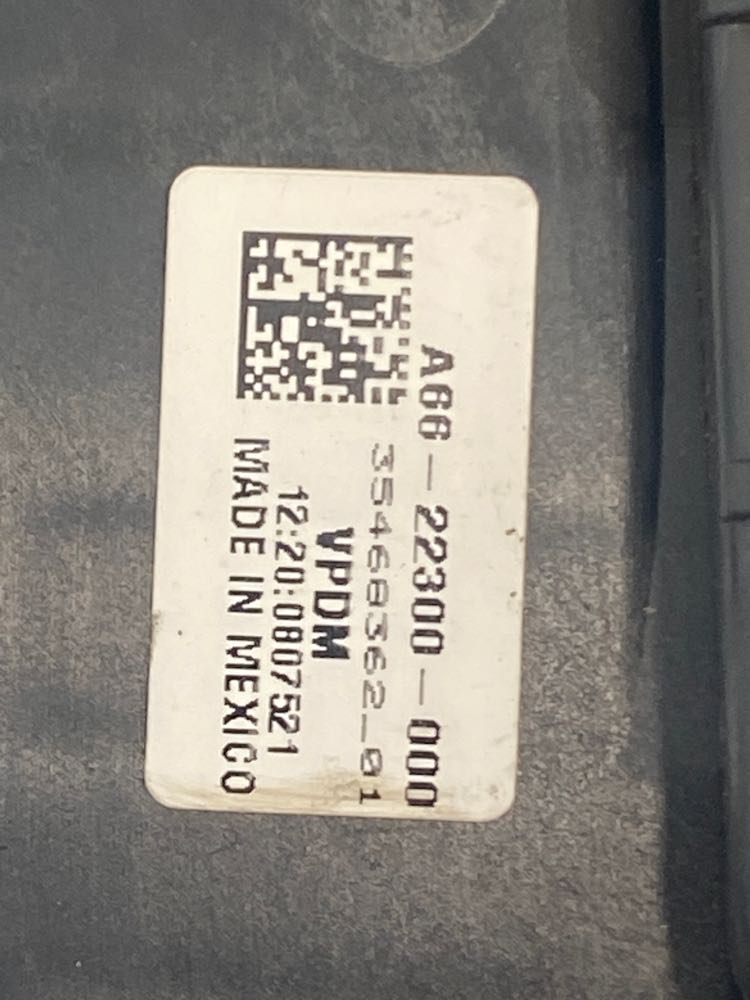 A66-22300-000
35468362_01
VPDM
12:20:0807521
MADE IN MEXICO